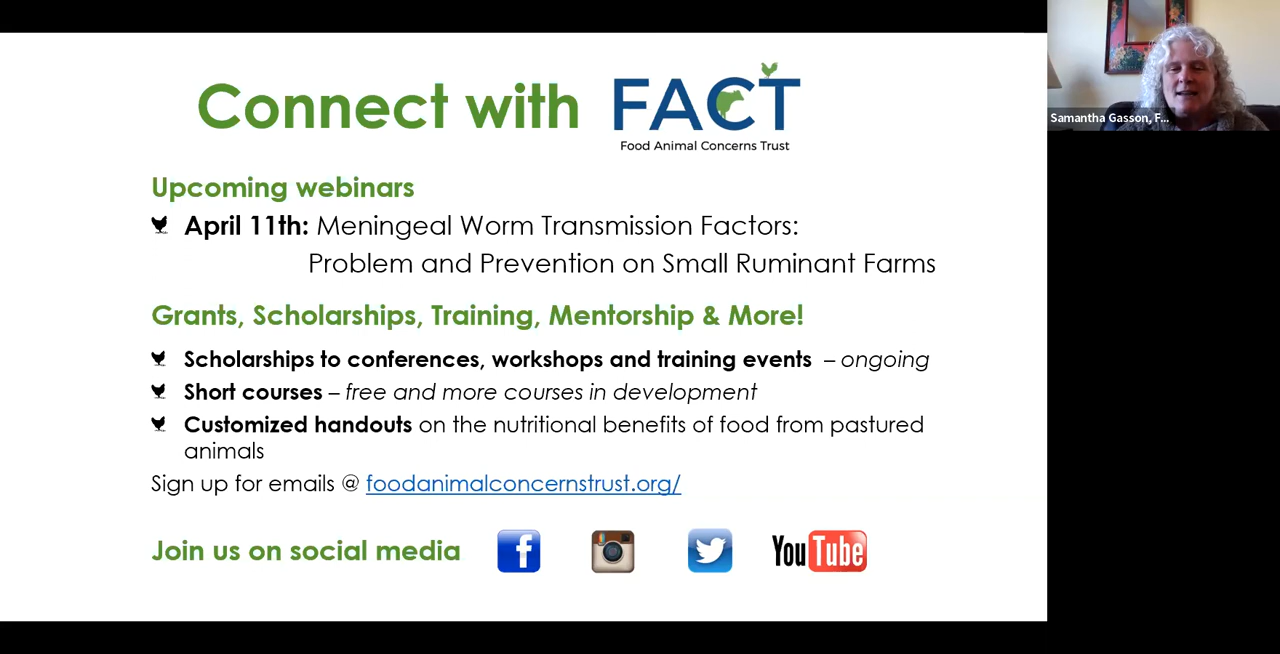 Connect with FACT
Food Animal Concerns Trust
Samantha Gasson, F...
Upcoming webinars
April 11th: Meningeal Worm Transmission Factors:
Problem and Prevention on Small Ruminant Farms
Grants, Scholarships, Training, Mentorship & More!
Scholarships to conferences, workshops and training events – ongoing
Short courses – free and more courses in development
Customized handouts on the nutritional benefits of food from pastured
animals
Sign up for emails @ foodanimalconcernstrust.org/
Join us on social media f YouTube